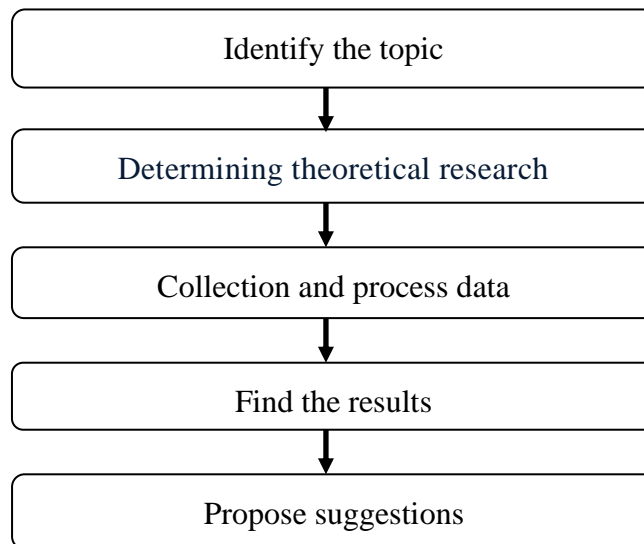 Identify the topic
Determining theoretical research
Collection and process data
Find the results
Propose suggestions